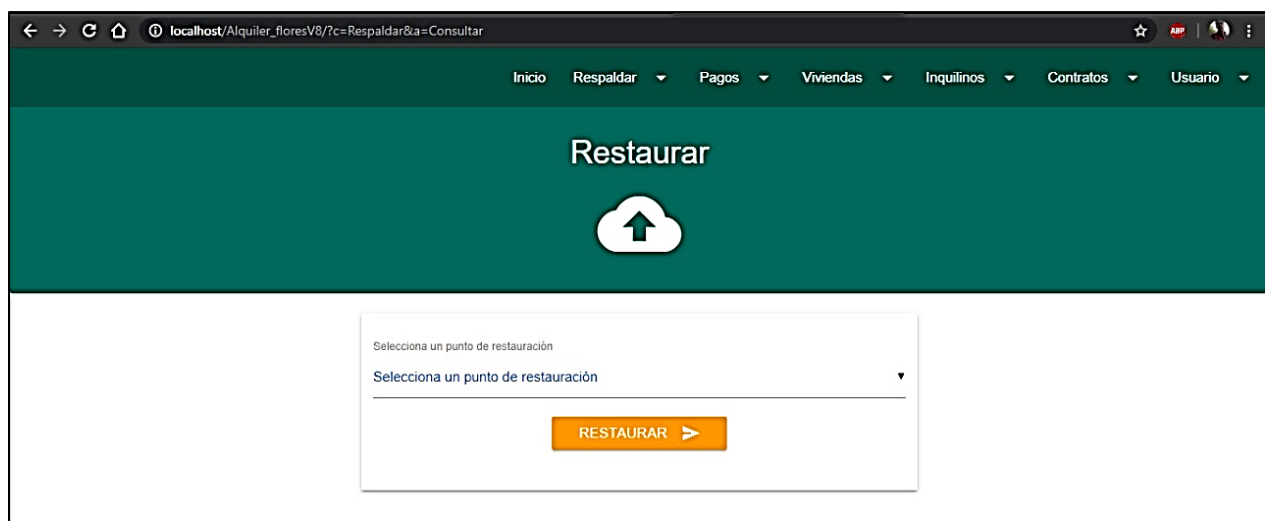 localhost/Alquiler_floresV8/?c=Respaldar&a=Consultar
ABP
Inicio Respaldar Pagos Viviendas Inquilinos Contratos Usuario
Restaurar
Selecciona un punto de restauración
Selecciona un punto de restauración
RESTAURAR